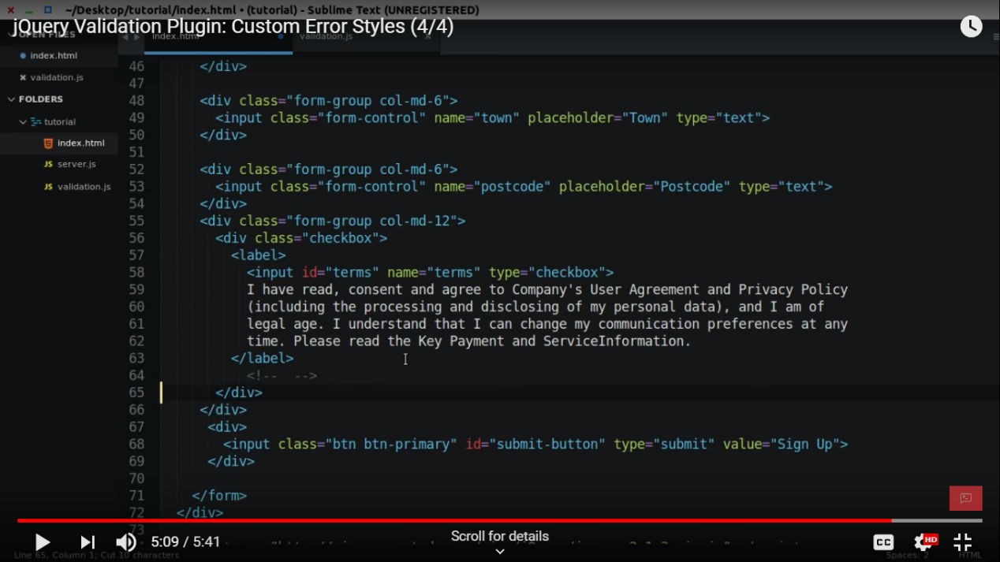 ~/Desktop/tutorial/index.html • (tutorial) - Sublime Text (UNREGISTERED)
jQuery Validation Plugin: Custom Error Styles (4/4)
OPEN FILES
index.html
validation.js
index.html
validation.js
FOLDERS
tutorial
index.html
JS server.js
JS validation.js
46 </div>
47
48 <div class="form-group col-md-6">
49 <input class="form-control" name="town" placeholder="Town" type="text">
50 </div>
51
52 <div class="form-group col-md-6">
53 <input class="form-control" name="postcode" placeholder="Postcode" type="text">
54 </div>
55 <div class="form-group col-md-12">
56 <div class="checkbox">
57 <label>
58 <input id="terms" name="terms" type="checkbox">
59 I have read, consent and agree to Company's User Agreement and Privacy Policy
60 (including the processing and disclosing of my personal data), and I am of
61 legal age. I understand that I can change my communication preferences at any
62 time. Please read the Key Payment and ServiceInformation.
63 </label>
64 <!-- -->
65 </div>
66 </div>
67 <div>
68 <input class="btn btn-primary" id="submit-button" type="submit" value="Sign Up">
69 </div>
70
71 </form>
72 </div>
73
5:09 / 5:41
Scroll for details
CC
HD
Line 65, Column 1; Cut 10 characters
Spaces: 2
HTML